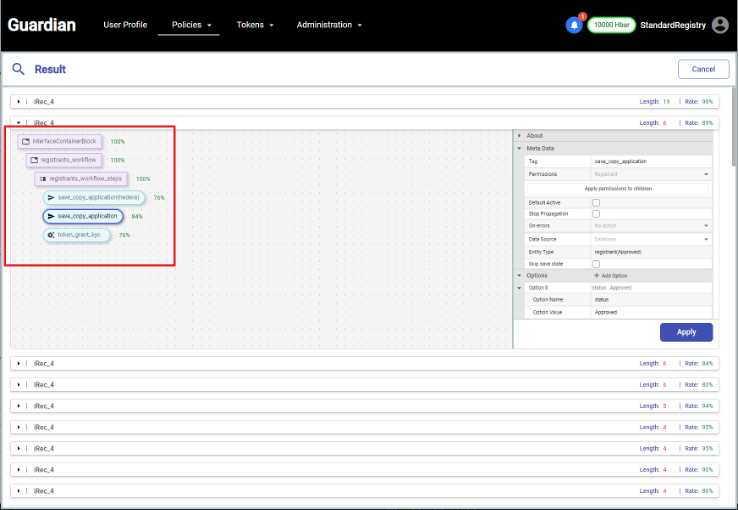 Guardian User Profile Policies Tokens Administration 1 10000 Hbar StandardRegistry
Result Cancel
iRec_4 Length: 19 | Rate: 99%
iRec_4 Length: 6 | Rate: 89%
interfaceContainerBlock 100%
registrants_workflow 100%
registrants_workflow_steps 100%
save_copy_application(hedera) 76%
save_copy_application 84%
token_grant_kyc 76%
About
Meta Data
Tag save_copy_application
Permissions Registrant
Apply permissions to children
Default Active
Stop Propagation
On errors No action
Data Source Database
Entity Type registrant(Approved)
Skip save state
Options + Add Option
Option 0 status : Approved
Option Name status
Option Value Approved
Apply
iRec_4 Length: 6 | Rate: 84%
iRec_4 Length: 6 | Rate: 80%
iRec_4 Length: 5 | Rate: 94%
iRec_4 Length: 4 | Rate: 95%
iRec_4 Length: 4 | Rate: 95%
iRec_4 Length: 4 | Rate: 90%
iRec_4 Length: 4 | Rate: 86%